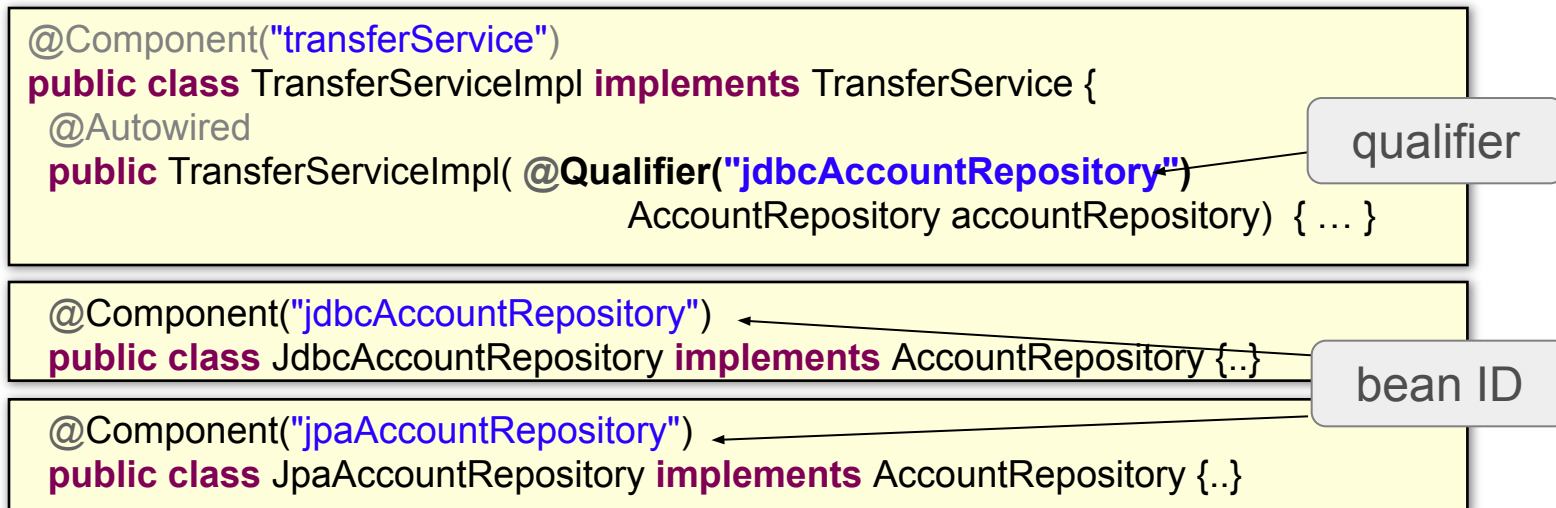 @Component("transferService")
public class TransferServiceImpl implements TransferService {
@Autowired
public TransferServiceImpl( @Qualifier("jdbcAccountRepository")
AccountRepository accountRepository) { … }
qualifier
@Component("jdbcAccountRepository")
public class JdbcAccountRepository implements AccountRepository {..}
bean ID
@Component("jpaAccountRepository")
public class JpaAccountRepository implements AccountRepository {..}